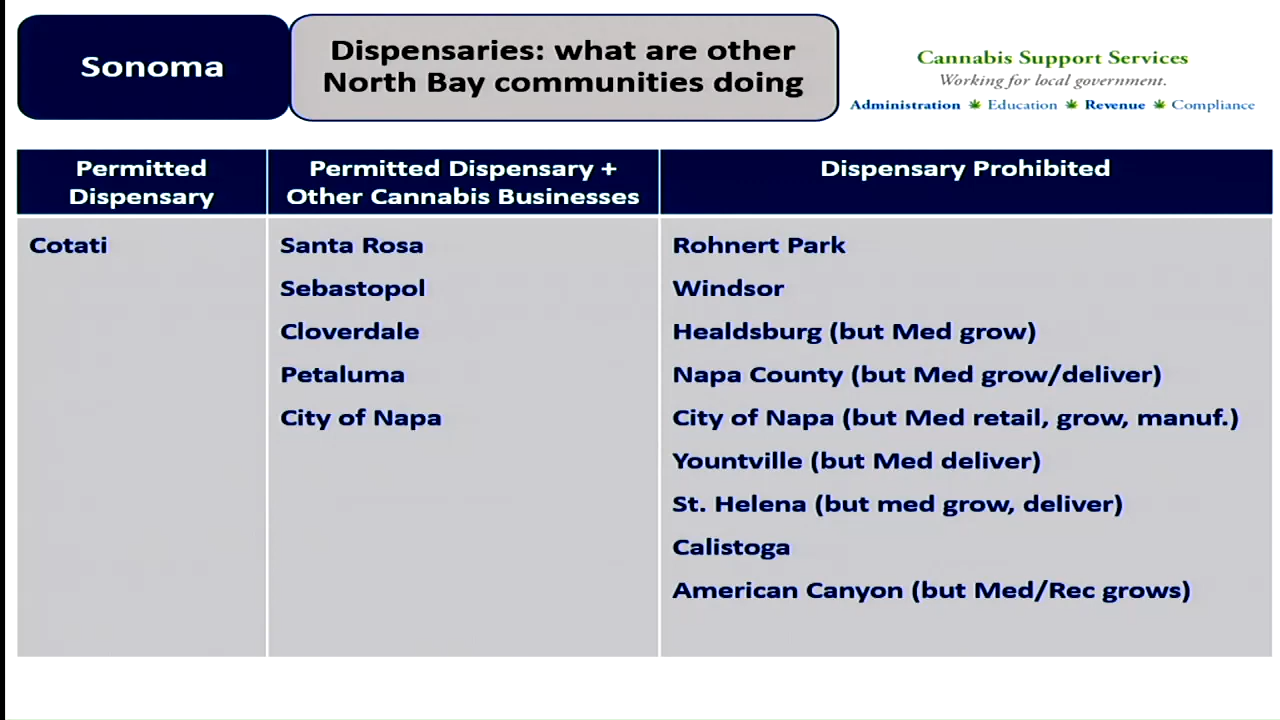 Sonoma
Dispensaries: what are other
North Bay communities doing
Cannabis Support Services
Working for local government.
Administration Education Revenue Compliance
Permitted
Dispensary
Permitted Dispensary +
Other Cannabis Businesses
Dispensary Prohibited
Cotati
Santa Rosa
Sebastopol
Cloverdale
Petaluma
City of Napa
Rohnert Park
Windsor
Healdsburg (but Med grow)
Napa County (but Med grow/deliver)
City of Napa (but Med retail, grow, manuf.)
Yountville (but Med deliver)
St. Helena (but med grow, deliver)
Calistoga
American Canyon (but Med/Rec grows)